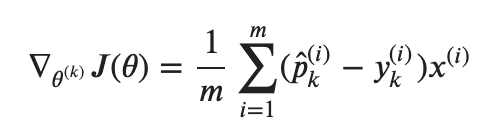 ∇_{θ^{(k)}} J(θ) = \frac{1}{m} \sum_{i=1}^{m} (\hat{p}_k^{(i)} − y_k^{(i)}) x^{(i)}